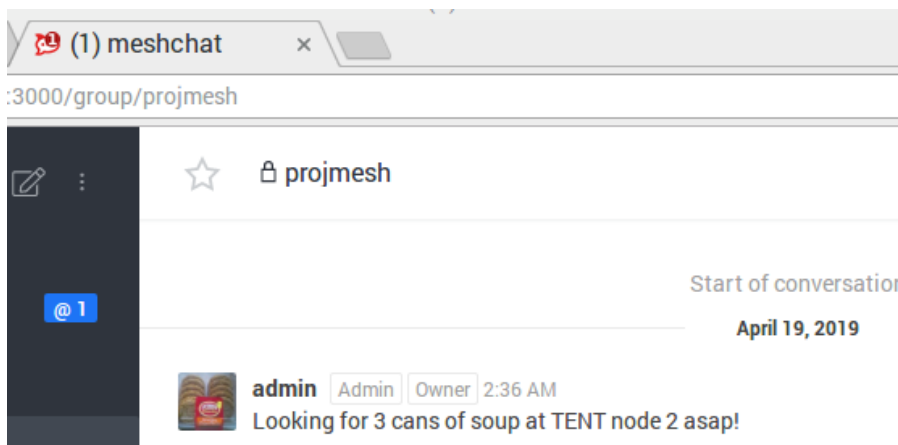 (1) meshchat
:3000/group/projmesh
projmesh
@ 1
Start of conversation
April 19, 2019
admin Admin Owner 2:36 AM
Looking for 3 cans of soup at TENT node 2 asap!